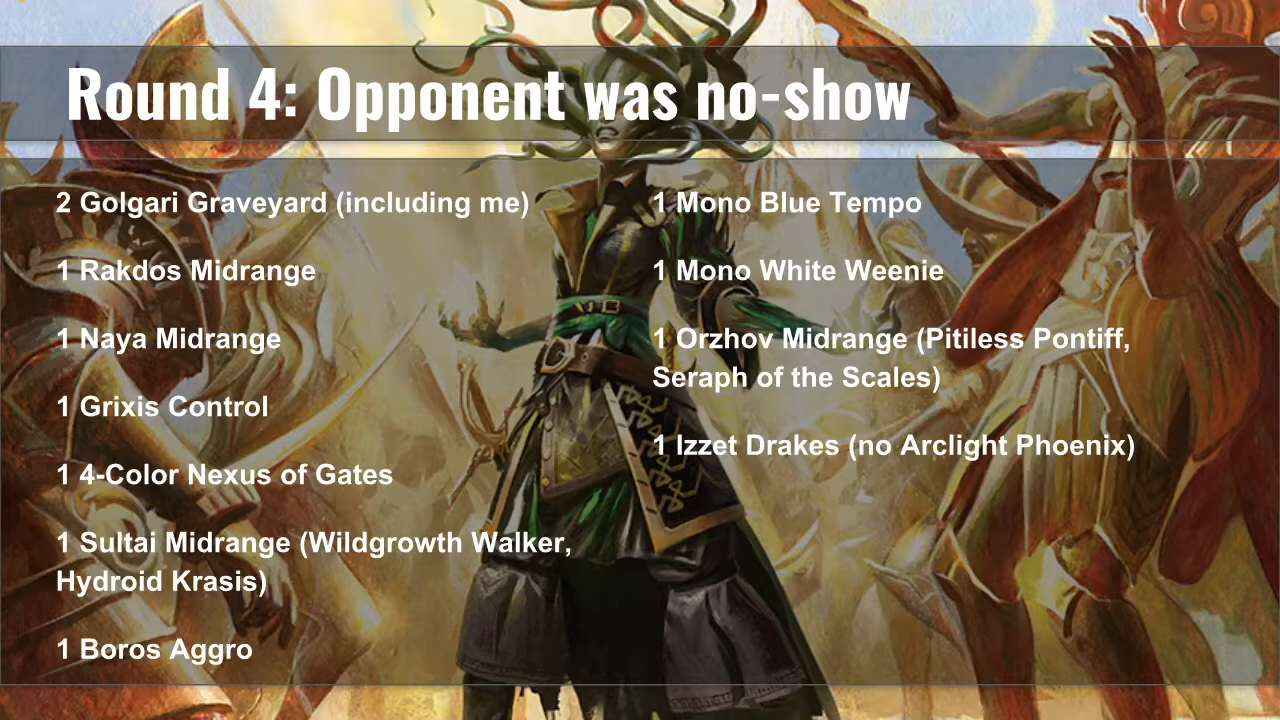 Round 4: Opponent was no-show
2 Golgari Graveyard (including me)
1 Rakdos Midrange
1 Naya Midrange
1 Grixis Control
1 4-Color Nexus of Gates
1 Sultai Midrange (Wildgrowth Walker,
Hydroid Krasis)
1 Boros Aggro
1 Mono Blue Tempo
1 Mono White Weenie
1 Orzhov Midrange (Pitiless Pontiff,
Seraph of the Scales)
1 Izzet Drakes (no Arclight Phoenix)